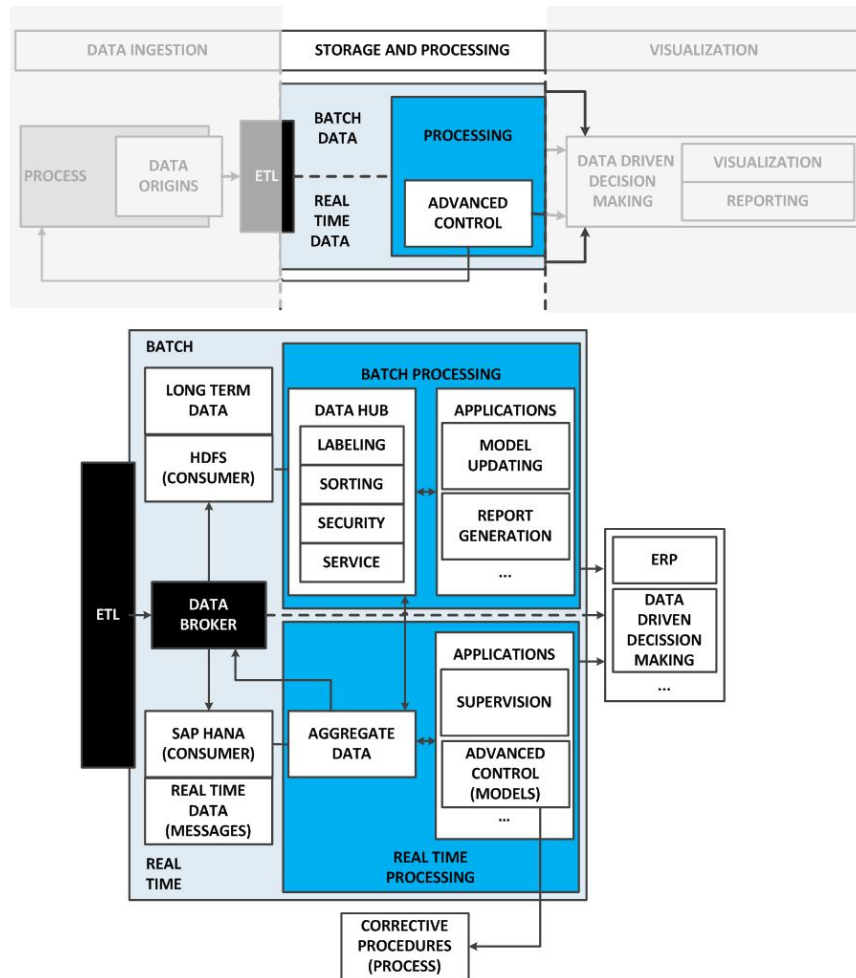 DATA INGESTION
STORAGE AND PROCESSING
VISUALIZATION
PROCESS
DATA
ORIGINS
ETL
BATCH
DATA
REAL
TIME
DATA
PROCESSING
ADVANCED
CONTROL
DATA DRIVEN
DECISION
MAKING
VISUALIZATION
REPORTING
BATCH
LONG TERM
DATA
HDFS
(CONSUMER)
BATCH PROCESSING
DATA HUB
LABELING
SORTING
SECURITY
SERVICE
APPLICATIONS
MODEL
UPDATING
REPORT
GENERATION
...
ETL
DATA
BROKER
ERP
DATA
DRIVEN
DECISSION
MAKING
...
SAP HANA
(CONSUMER)
REAL TIME
DATA
(MESSAGES)
REAL
TIME
AGGREGATE
DATA
APPLICATIONS
SUPERVISION
ADVANCED
CONTROL
(MODELS)
...
REAL TIME
PROCESSING
CORRECTIVE
PROCEDURES
(PROCESS)